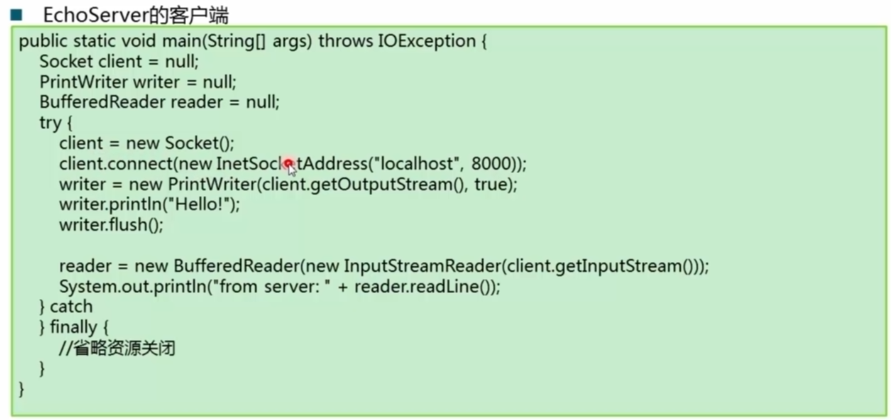 EchoServer的客户端
public static void main(String[] args) throws IOException {
    Socket client = null;
    PrintWriter writer = null;
    BufferedReader reader = null;
    try {
        client = new Socket();
        client.connect(new InetSocketAddress("localhost", 8000));
        writer = new PrintWriter(client.getOutputStream(), true);
        writer.println("Hello!");
        writer.flush();

        reader = new BufferedReader(new InputStreamReader(client.getInputStream()));
        System.out.println("from server: " + reader.readLine());
    } catch
    } finally {
        //省略资源关闭
    }
}